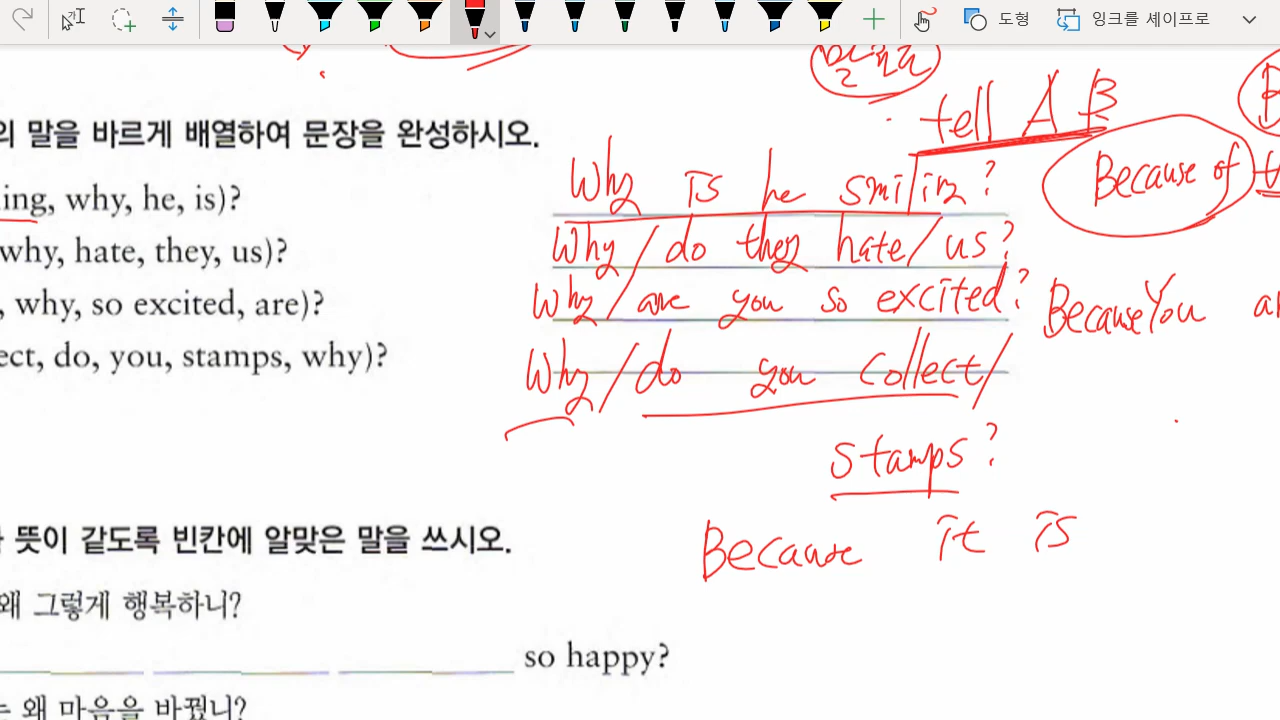 도형 잉크를 셰이프로
tell A B
의 말을 바르게 배열하여 문장을 완성하시오.
Because of
ing, why, he, is)? Why is he smiling?
why, hate, they, us)? Why / do they hate / us?
, why, so excited, are)? Why / are you so excited? Because You
ect, do, you, stamps, why)? Why / do you collect /
stamps?
뜻이 같도록 빈칸에 알맞은 말을 쓰시오.
Because it is
왜 그렇게 행복하니?
so happy?
는 왜 마음을 바꿨니?